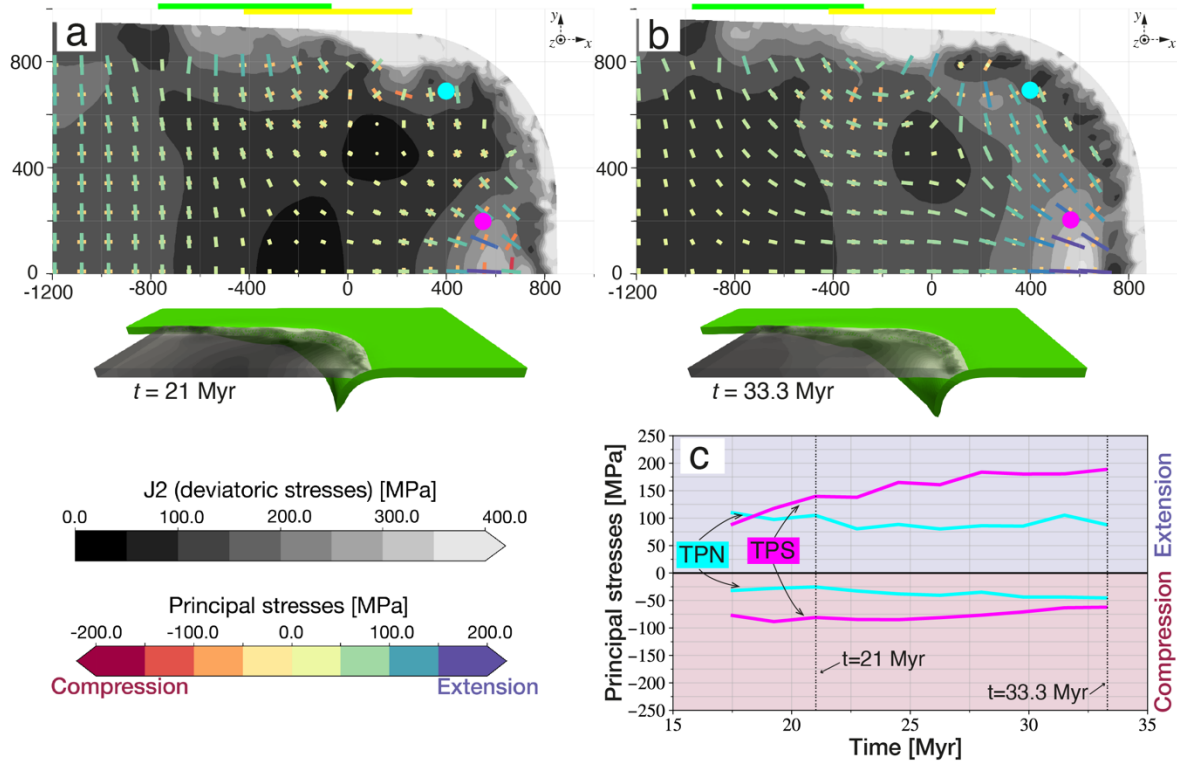 a
y
z
x
800
400
0
-1200
-800
-400
0
400
800
t = 21 Myr
b
y
z
x
800
400
0
-1200
-800
-400
0
400
800
t = 33.3 Myr
J2 (deviatoric stresses) [MPa]
0.0 100.0 200.0 300.0 400.0
Principal stresses [MPa]
-200.0 -100.0 0.0 100.0 200.0
Compression Extension
c
Principal stresses [MPa]
250
200
150
100
50
0
−50
−100
−150
−200
−250
TPN
TPS
t=21 Myr
t=33.3 Myr
Extension
Compression
15 20 25 30 35
Time [Myr]